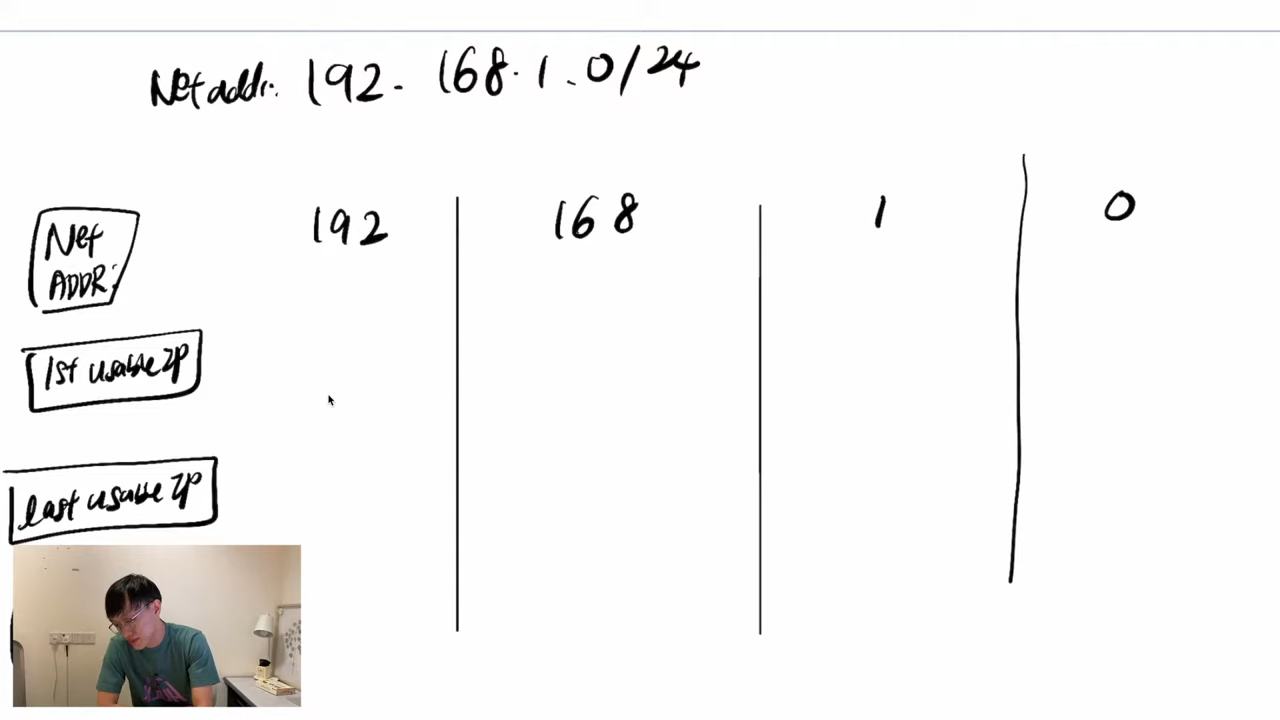 Net addr: 192. 168. 1. 0/24
Net 192 168 1 0
ADDR:
1st usable IP
last usable IP